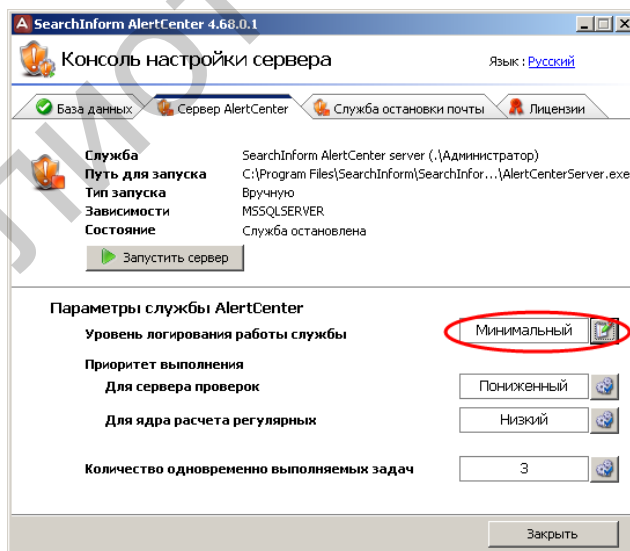 SearchInform AlertCenter 4.68.0.1
Консоль настройки сервера
Язык : Русский
База данных
Сервер AlertCenter
Служба остановки почты
Лицензии
Служба SearchInform AlertCenter server (.\Администратор)
Путь для запуска C:\Program Files\SearchInform\SearchInfor...\AlertCenterServer.exe
Тип запуска Вручную
Зависимости MSSQLSERVER
Состояние Служба остановлена
Запустить сервер
Параметры службы AlertCenter
Уровень логирования работы службы Минимальный
Приоритет выполнения
Для сервера проверок Пониженный
Для ядра расчета регулярных Низкий
Количество одновременно выполняемых задач 3
Закрыть